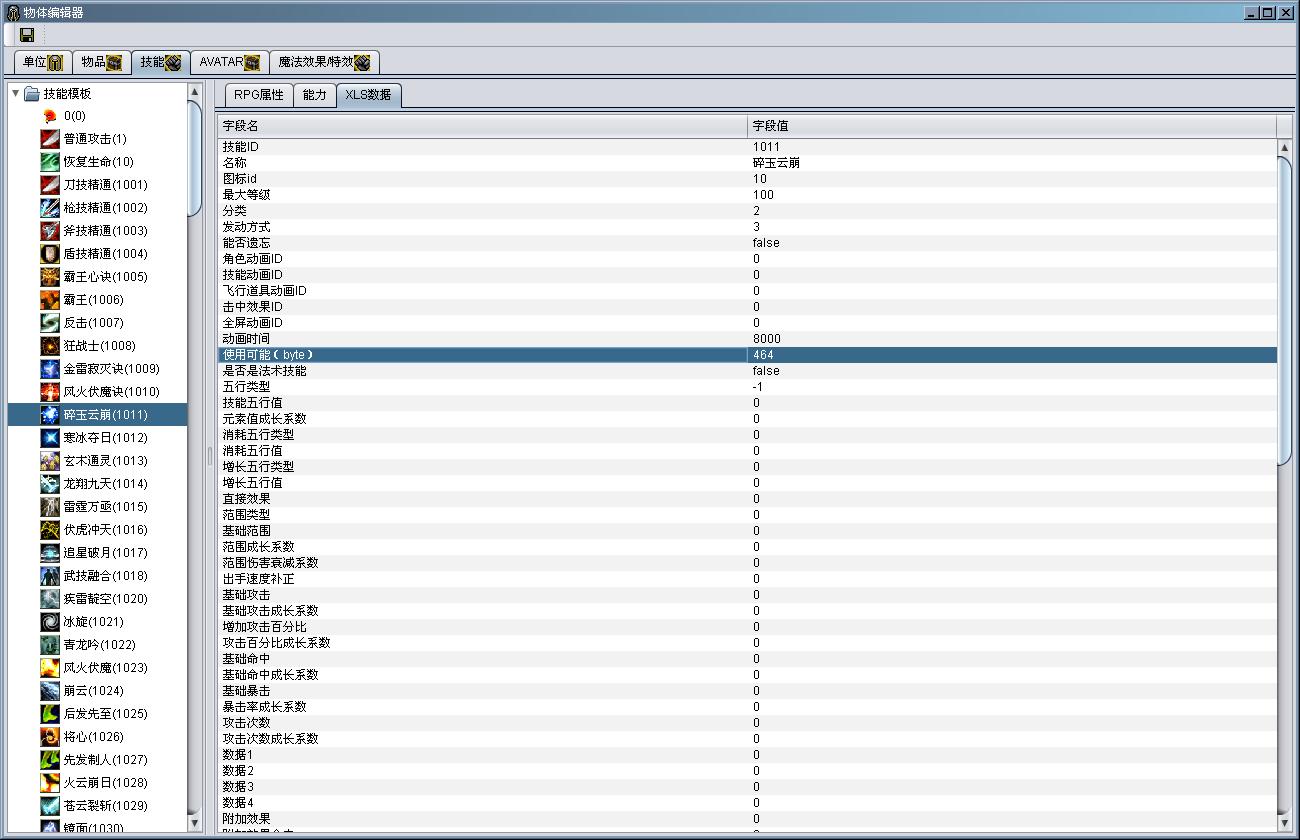 物体编辑器
单位 物品 技能 AVATAR 魔法效果/特效
技能模板
0(0)
普通攻击(1)
恢复生命(10)
刀技精通(1001)
枪技精通(1002)
斧技精通(1003)
盾技精通(1004)
霸王心诀(1005)
霸王(1006)
反击(1007)
狂战士(1008)
金雷寂灭诀(1009)
风火伏魔诀(1010)
碎玉云崩(1011)
寒冰夺日(1012)
玄术通灵(1013)
龙翔九天(1014)
雷霆万亟(1015)
伏虎冲天(1016)
追星破月(1017)
武技融合(1018)
疾雷靛空(1020)
冰旋(1021)
青龙吟(1022)
风火伏魔(1023)
崩云(1024)
后发先至(1025)
将心(1026)
先发制人(1027)
火云崩日(1028)
苍云裂斩(1029)
镜面(1030)
RPG属性 能力 XLS数据
字段名 字段值
技能ID 1011
名称 碎玉云崩
图标id 10
最大等级 100
分类 2
发动方式 3
能否遗忘 false
角色动画ID 0
技能动画ID 0
飞行道具动画ID 0
击中效果ID 0
全屏动画ID 0
动画时间 8000
使用可能（byte） 464
是否是法术技能 false
五行类型 -1
技能五行值 0
元素值成长系数 0
消耗五行类型 0
消耗五行值 0
增长五行类型 0
增长五行值 0
直接效果 0
范围类型 0
基础范围 0
范围成长系数 0
范围伤害衰减系数 0
出手速度补正 0
基础攻击 0
基础攻击成长系数 0
增加攻击百分比 0
攻击百分比成长系数 0
基础命中 0
基础命中成长系数 0
基础暴击 0
暴击率成长系数 0
攻击次数 0
攻击次数成长系数 0
数据1 0
数据2 0
数据3 0
数据4 0
附加效果 0